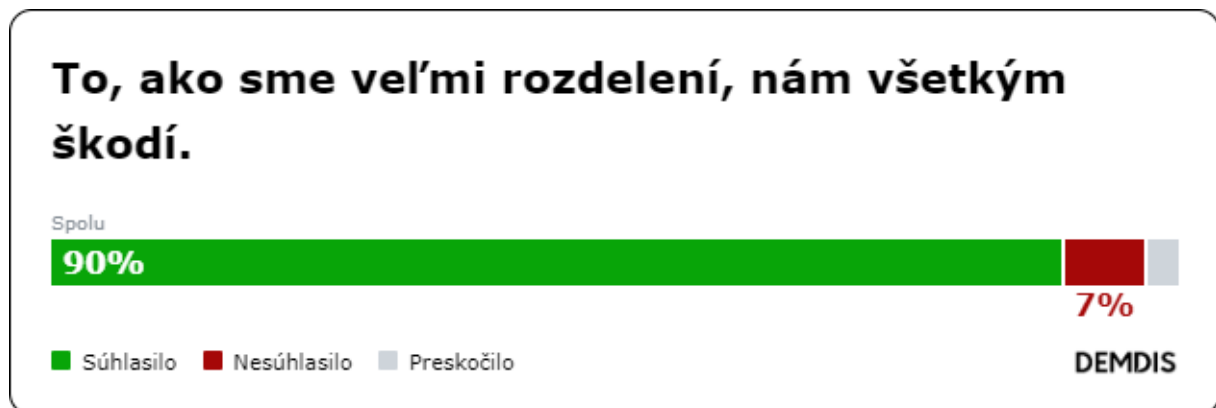 To, ako sme veľmi rozdelení, nám všetkým
škodí.
Spolu
90%
7%
Súhlasilo Nesúhlasilo Preskočilo
DEMDIS